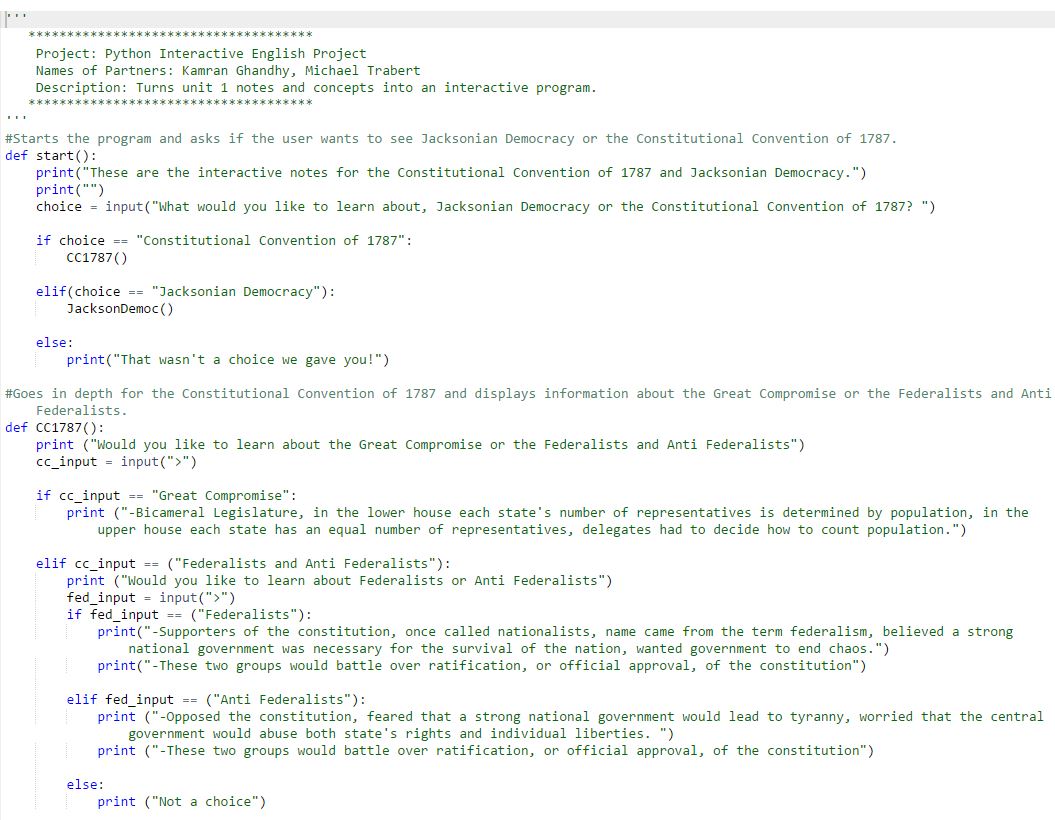 '''
   *************************************
    Project: Python Interactive English Project
    Names of Partners: Kamran Ghandhy, Michael Trabert
    Description: Turns unit 1 notes and concepts into an interactive program.
   *************************************
'''
#Starts the program and asks if the user wants to see Jacksonian Democracy or the Constitutional Convention of 1787.
def start():
    print("These are the interactive notes for the Constitutional Convention of 1787 and Jacksonian Democracy.")
    print("")
    choice = input("What would you like to learn about, Jacksonian Democracy or the Constitutional Convention of 1787? ")

    if choice == "Constitutional Convention of 1787":
        CC1787()

    elif(choice == "Jacksonian Democracy"):
        JacksonDemoc()

    else:
        print("That wasn't a choice we gave you!")

#Goes in depth for the Constitutional Convention of 1787 and displays information about the Great Compromise or the Federalists and Anti
    Federalists.
def CC1787():
    print ("Would you like to learn about the Great Compromise or the Federalists and Anti Federalists")
    cc_input = input(">")

    if cc_input == "Great Compromise":
        print ("-Bicameral Legislature, in the lower house each state's number of representatives is determined by population, in the
            upper house each state has an equal number of representatives, delegates had to decide how to count population.")

    elif cc_input == ("Federalists and Anti Federalists"):
        print ("Would you like to learn about Federalists or Anti Federalists")
        fed_input = input(">")
        if fed_input == ("Federalists"):
            print("-Supporters of the constitution, once called nationalists, name came from the term federalism, believed a strong
                national government was necessary for the survival of the nation, wanted government to end chaos.")
            print("-These two groups would battle over ratification, or official approval, of the constitution")

        elif fed_input == ("Anti Federalists"):
            print ("-Opposed the constitution, feared that a strong national government would lead to tyranny, worried that the central
                government would abuse both state's rights and individual liberties. ")
            print ("-These two groups would battle over ratification, or official approval, of the constitution")

        else:
            print ("Not a choice")